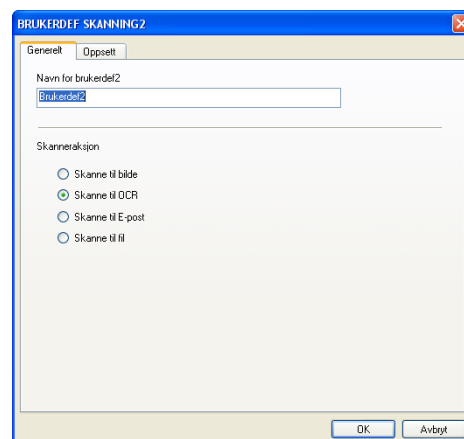 BRUKERDEF SKANNING2
Generelt Oppsett
Navn for brukerdef2
Brukerdef2
Skanneraksjon
Skanne til bilde
Skanne til OCR
Skanne til E-post
Skanne til fil
OK Avbryt